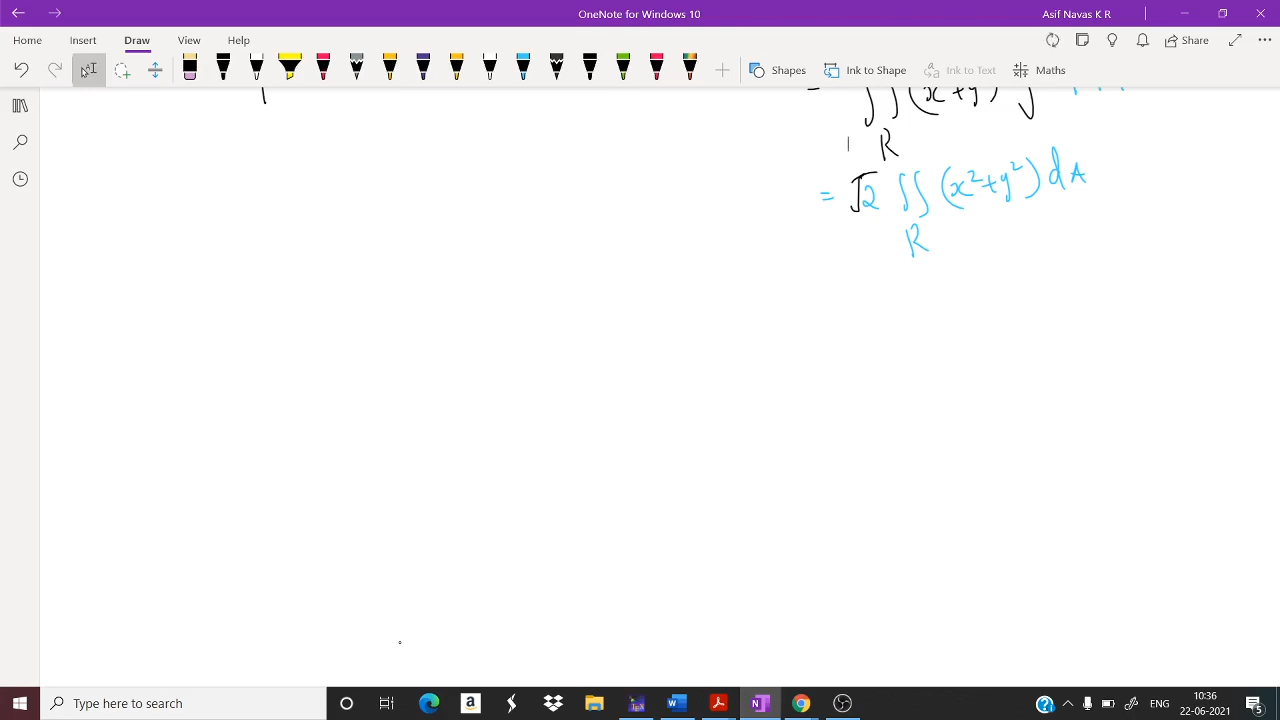 OneNote for Windows 10
Asif Navas K R
Home Insert Draw View Help
Share
Shapes Ink to Shape Ink to Text Maths
= ∬ (x+y)
R
= √2 ∬ (x²+y²) dA
R
Type here to search
ENG
10:36
22-06-2021
5